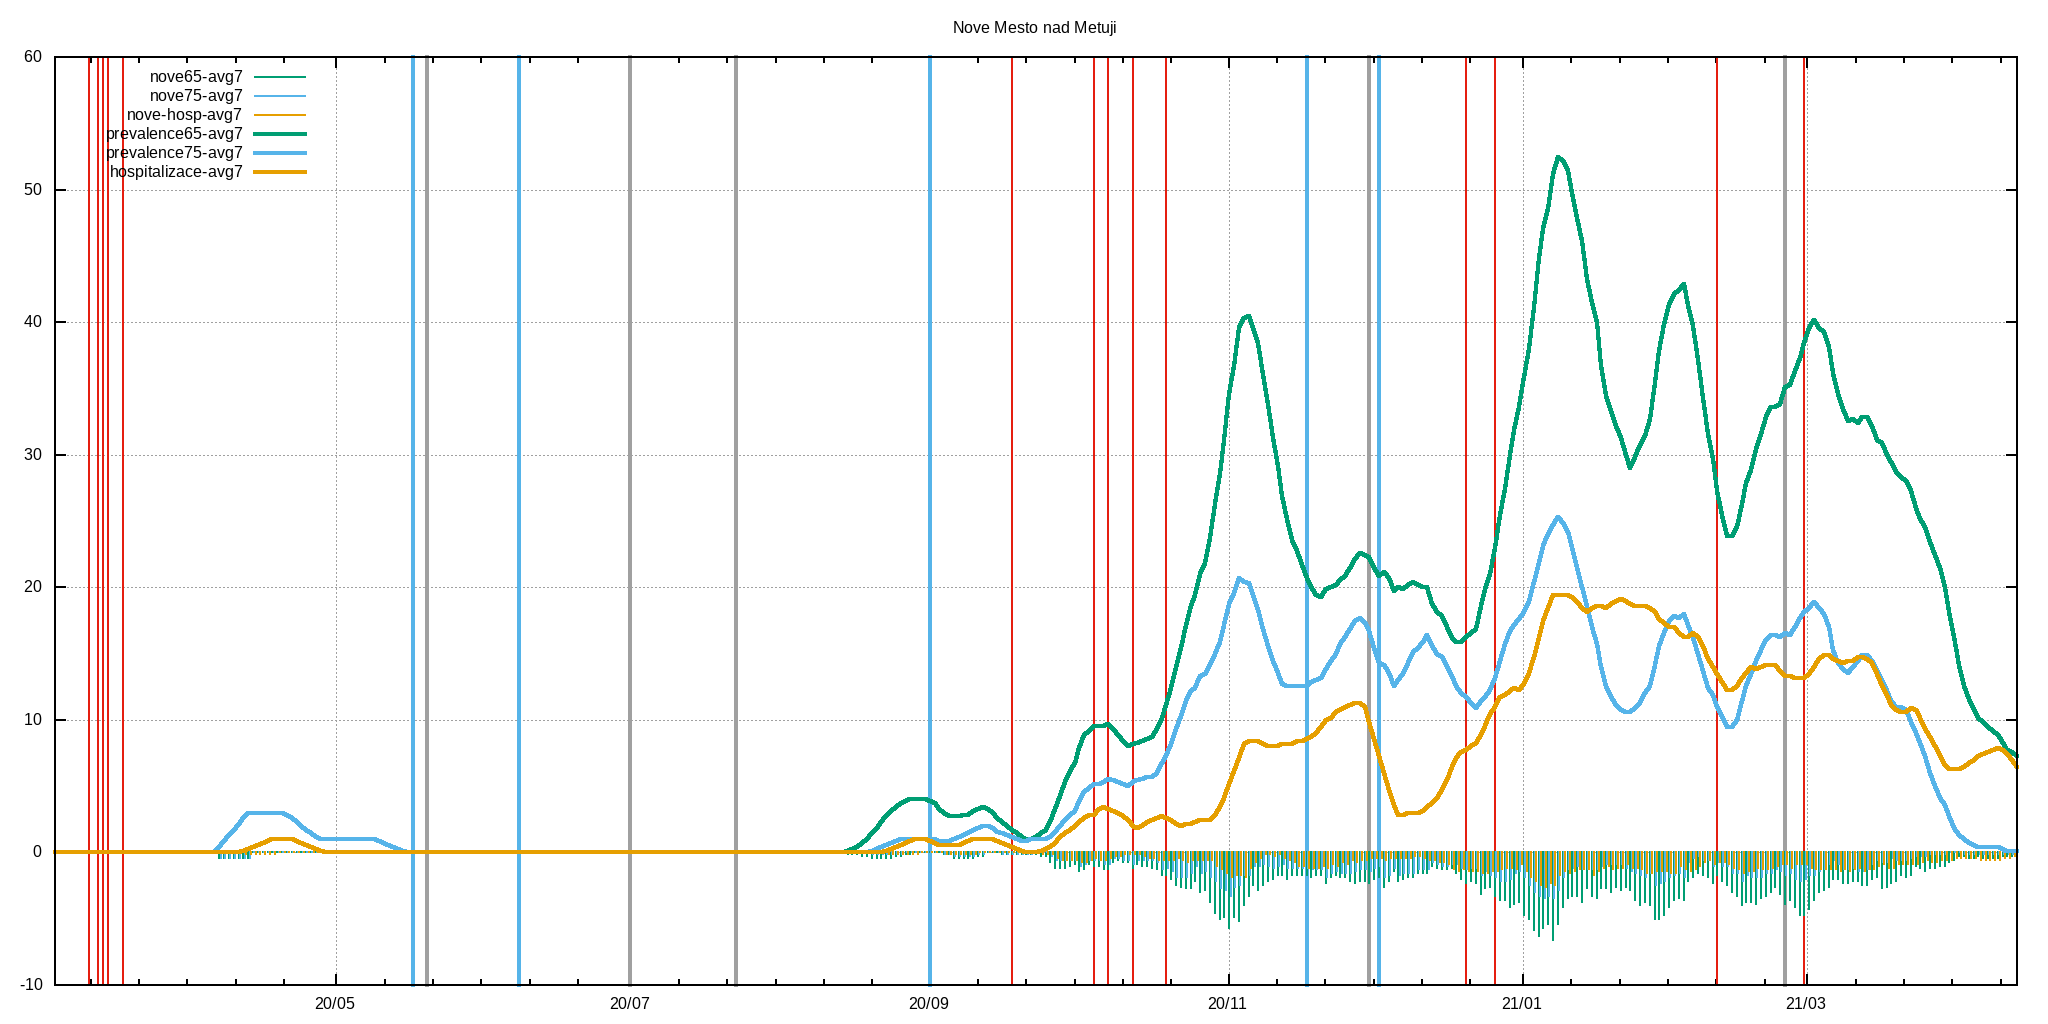 Nove Mesto nad Metuji
60
50
40
30
20
10
0
-10
nove65-avg7
nove75-avg7
nove-hosp-avg7
prevalence65-avg7
prevalence75-avg7
hospitalizace-avg7
20/05 20/07 20/09 20/11 21/01 21/03